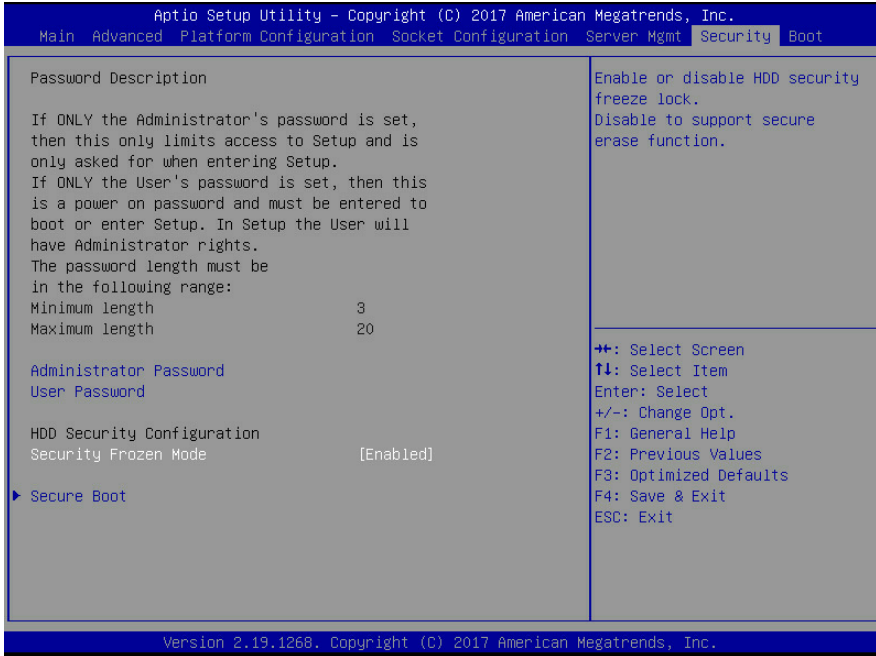 Aptio Setup Utility – Copyright (C) 2017 American Megatrends, Inc.
Main Advanced Platform Configuration Socket Configuration Server Mgmt Security Boot
Password Description
If ONLY the Administrator's password is set,
then this only limits access to Setup and is
only asked for when entering Setup.
If ONLY the User's password is set, then this
is a power on password and must be entered to
boot or enter Setup. In Setup the User will
have Administrator rights.
The password length must be
in the following range:
Minimum length 3
Maximum length 20
Administrator Password
User Password
HDD Security Configuration
Security Frozen Mode [Enabled]
Secure Boot
Enable or disable HDD security
freeze lock.
Disable to support secure
erase function.
→←: Select Screen
↑↓: Select Item
Enter: Select
+/-: Change Opt.
F1: General Help
F2: Previous Values
F3: Optimized Defaults
F4: Save & Exit
ESC: Exit
Version 2.19.1268. Copyright (C) 2017 American Megatrends, Inc.